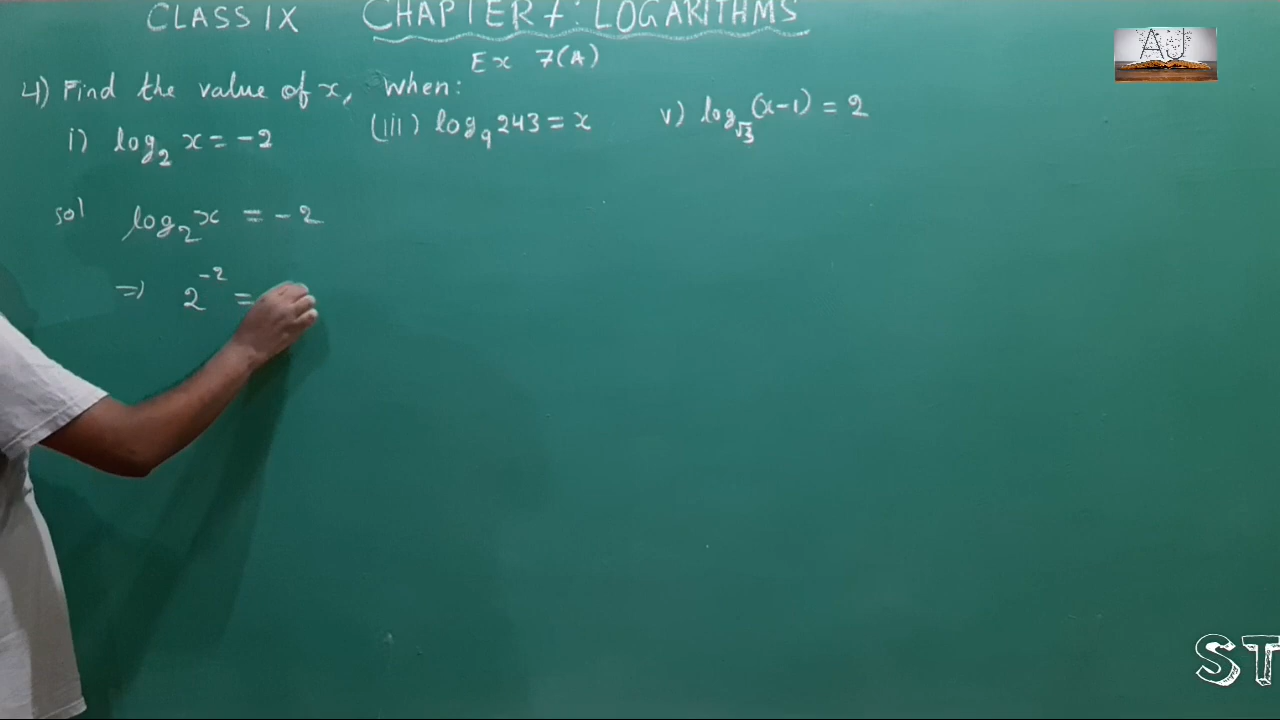 CLASS IX CHAPTER 7: LOGARITHMS
Ex 7(A)
4) Find the value of x, when:
i) log₂ x = -2 (iii) log₉ 243 = x v) log√3 (x-1) = 2
sol log₂ x = -2
=> 2⁻² =
AJ
ST